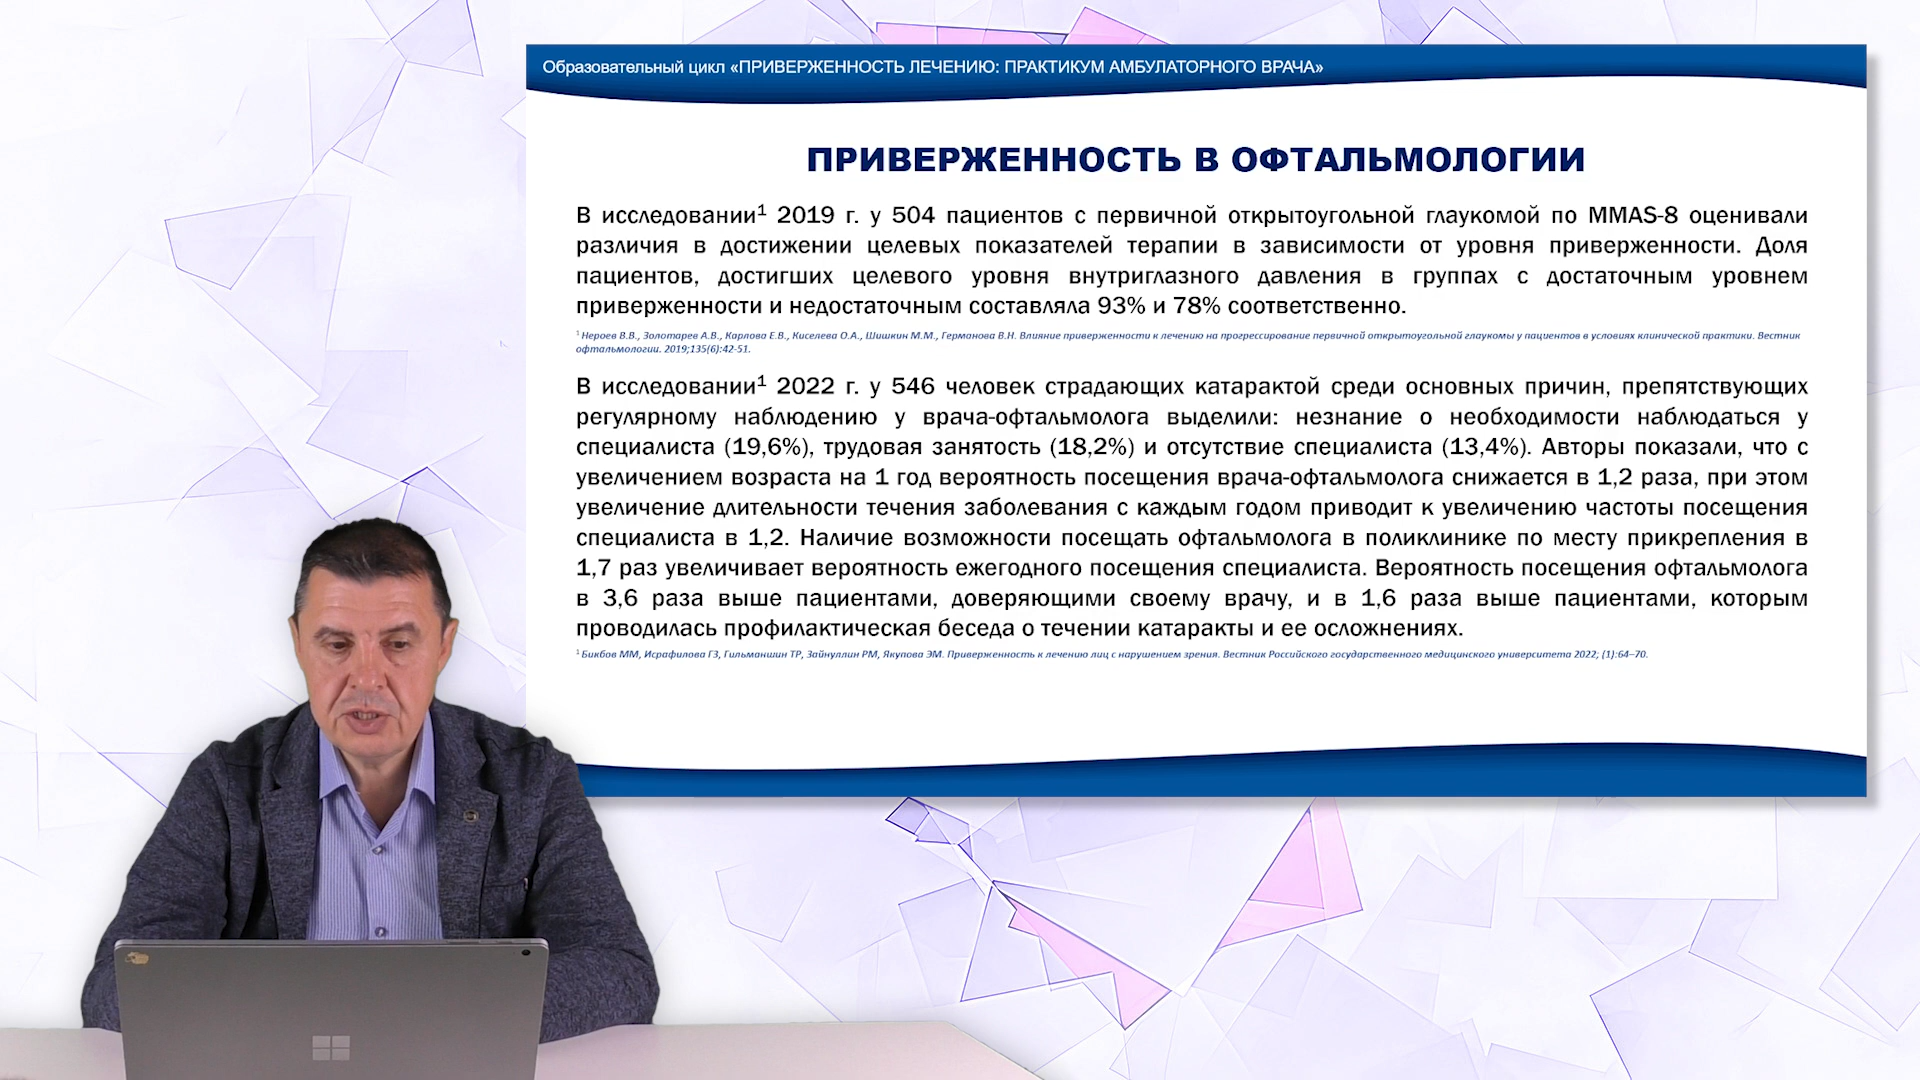 Образовательный цикл «ПРИВЕРЖЕННОСТЬ ЛЕЧЕНИЮ: ПРАКТИКУМ АМБУЛАТОРНОГО ВРАЧА»
ПРИВЕРЖЕННОСТЬ В ОФТАЛЬМОЛОГИИ
В исследовании¹ 2019 г. у 504 пациентов с первичной открытоугольной глаукомой по MMAS-8 оценивали
различия в достижении целевых показателей терапии в зависимости от уровня приверженности. Доля
пациентов, достигших целевого уровня внутриглазного давления в группах с достаточным уровнем
приверженности и недостаточным составляла 93% и 78% соответственно.
¹ Нероев В.В., Золотарев А.В., Карлова Е.В., Киселева О.А., Шишкин М.М., Германова В.Н. Влияние приверженности к лечению на прогрессирование первичной открытоугольной глаукомы у пациентов в условиях клинической практики. Вестник
офтальмологии. 2019;135(6):42-51.
В исследовании¹ 2022 г. у 546 человек страдающих катарактой среди основных причин, препятствующих
регулярному наблюдению у врача-офтальмолога выделили: незнание о необходимости наблюдаться у
специалиста (19,6%), трудовая занятость (18,2%) и отсутствие специалиста (13,4%). Авторы показали, что с
увеличением возраста на 1 год вероятность посещения врача-офтальмолога снижается в 1,2 раза, при этом
увеличение длительности течения заболевания с каждым годом приводит к увеличению частоты посещения
специалиста в 1,2. Наличие возможности посещать офтальмолога в поликлинике по месту прикрепления в
1,7 раз увеличивает вероятность ежегодного посещения специалиста. Вероятность посещения офтальмолога
в 3,6 раза выше пациентами, доверяющими своему врачу, и в 1,6 раза выше пациентами, которым
проводилась профилактическая беседа о течении катаракты и ее осложнениях.
¹ Бикбов ММ, Исрафилова ГЗ, Гильманшин ТР, Зайнуллин РМ, Якупова ЭМ. Приверженность к лечению лиц с нарушением зрения. Вестник Российского государственного медицинского университета 2022; (1):64–70.